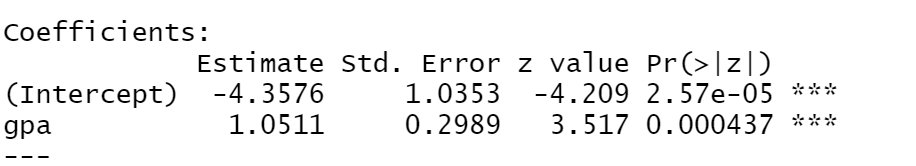 Coefficients:
Estimate Std. Error z value Pr(>|z|)
(Intercept) -4.3576 1.0353 -4.209 2.57e-05 ***
gpa 1.0511 0.2989 3.517 0.000437 ***
---